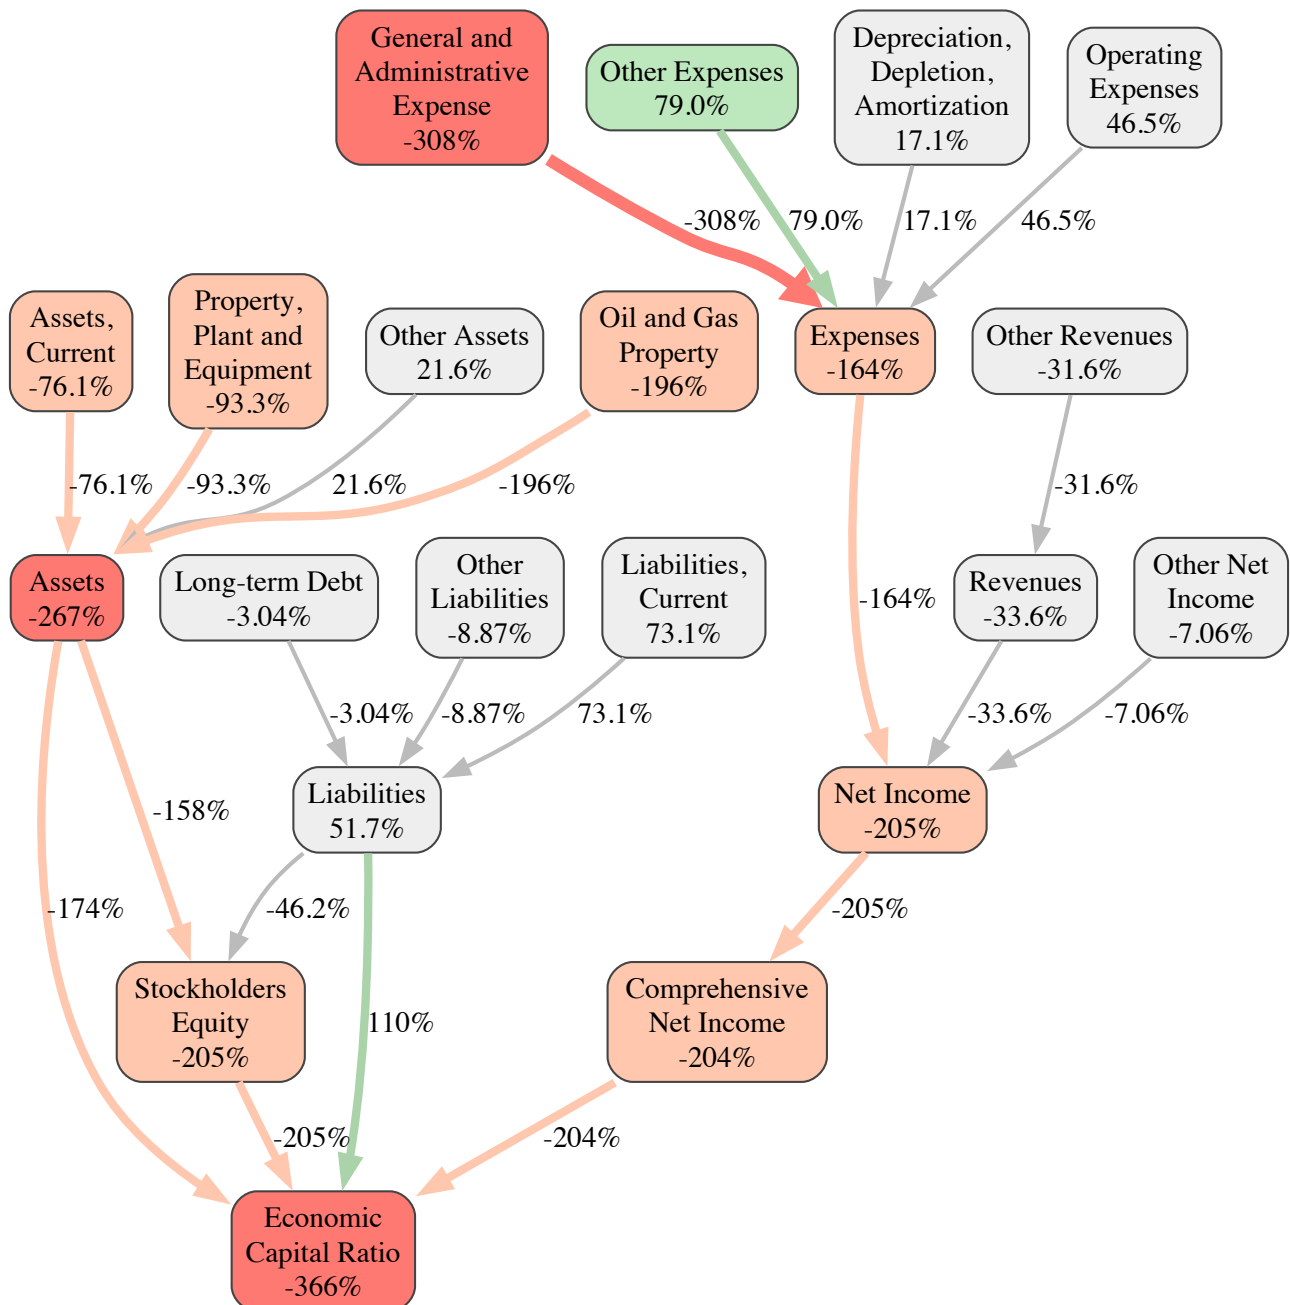 General and
Administrative
Expense
-308%
Other Expenses
79.0%
Depreciation,
Depletion,
Amortization
17.1%
Operating
Expenses
46.5%
-308%
79.0%
17.1%
46.5%
Assets,
Current
-76.1%
Property,
Plant and
Equipment
-93.3%
Other Assets
21.6%
Oil and Gas
Property
-196%
Expenses
-164%
Other Revenues
-31.6%
-76.1%
-93.3%
21.6%
-196%
-31.6%
Assets
-267%
Long-term Debt
-3.04%
Other
Liabilities
-8.87%
Liabilities,
Current
73.1%
-164%
Revenues
-33.6%
Other Net
Income
-7.06%
-3.04%
-8.87%
73.1%
-33.6%
-7.06%
-158%
Liabilities
51.7%
Net Income
-205%
-174%
-46.2%
-205%
Stockholders
Equity
-205%
110%
Comprehensive
Net Income
-204%
-205%
-204%
Economic
Capital Ratio
-366%